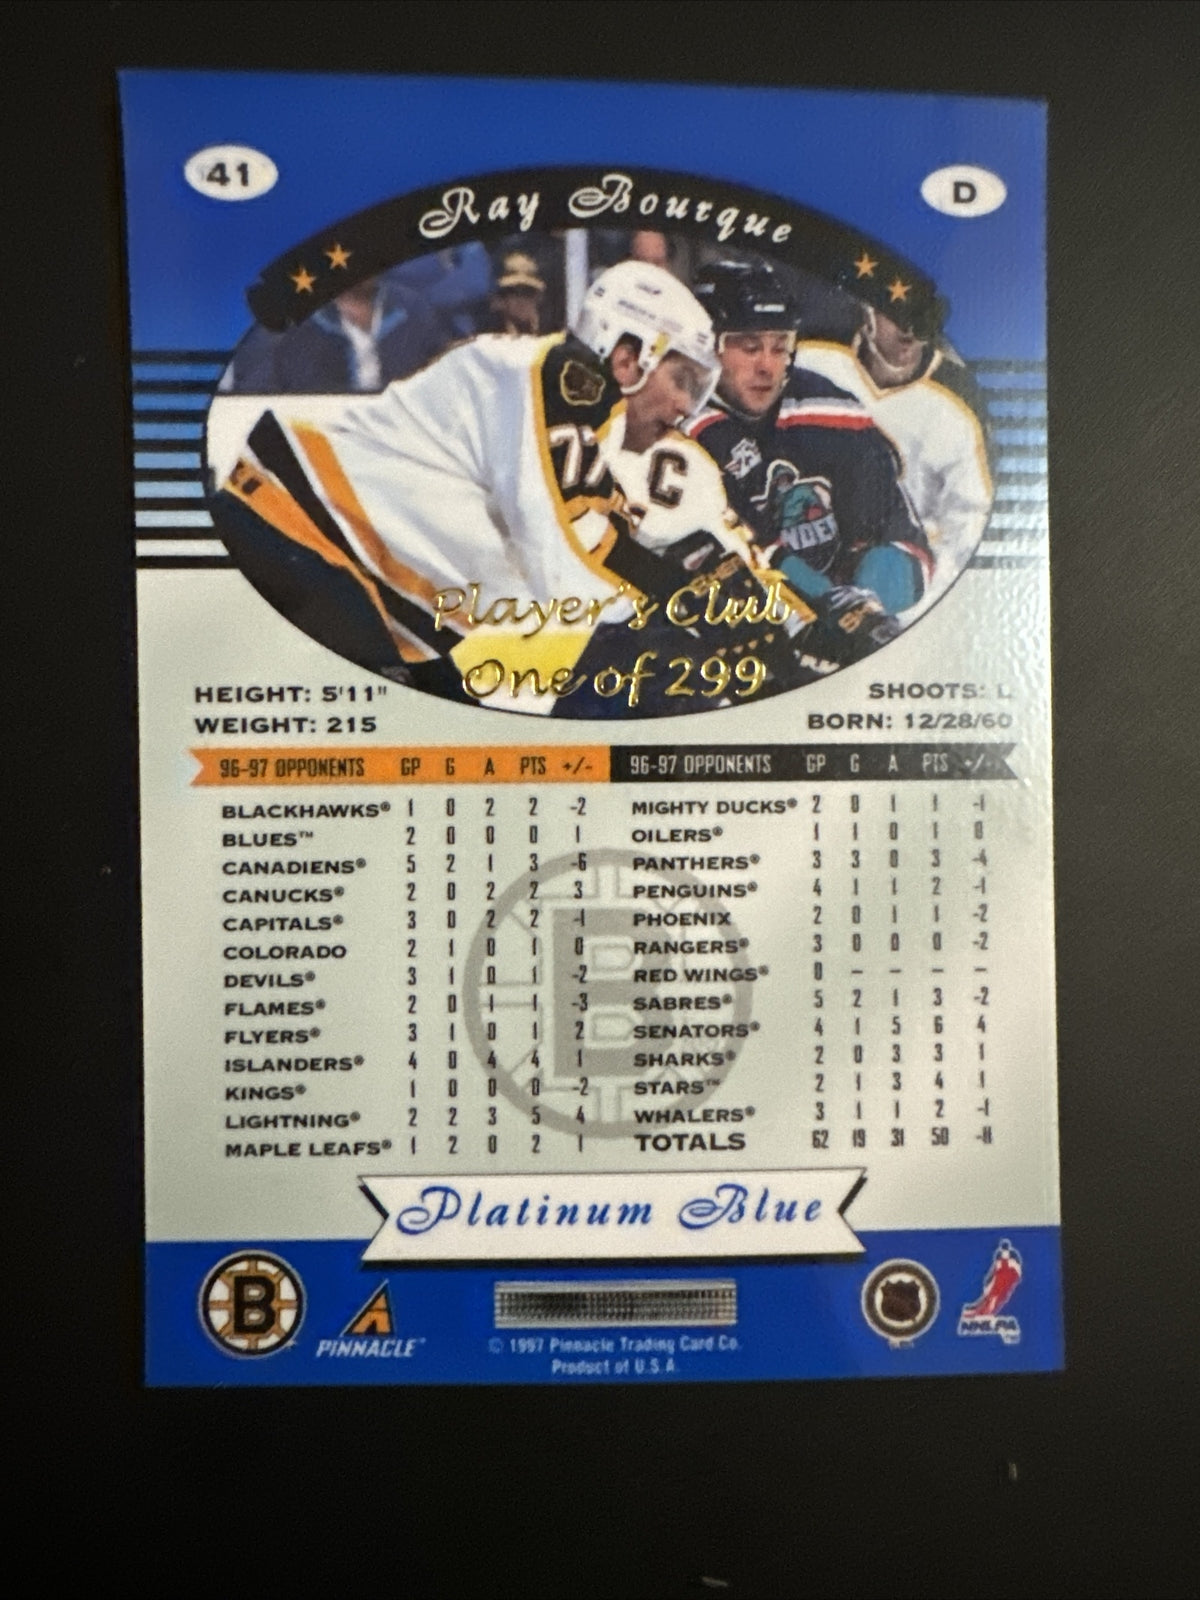 41
D
Ray Bourque
77
C
Player's Club
One of 299
HEIGHT: 5'11"
WEIGHT: 215
SHOOTS: L
BORN: 12/28/60
96-97 OPPONENTS GP G A PTS +/-
BLACKHAWKS® 1 0 2 2 -2
BLUES™ 2 0 0 0 1
CANADIENS® 5 2 1 3 -6
CANUCKS® 2 0 2 2 3
CAPITALS® 3 0 2 2 -1
COLORADO 2 1 0 1 0
DEVILS® 3 1 0 1 -2
FLAMES® 2 0 1 1 -3
FLYERS® 3 1 0 1 2
ISLANDERS® 4 0 4 4 1
KINGS® 1 0 0 0 -2
LIGHTNING® 2 2 3 5 4
MAPLE LEAFS® 1 2 0 2 1
96-97 OPPONENTS GP G A PTS +/-
MIGHTY DUCKS® 2 0 1 1 -1
OILERS® 1 1 0 1 0
PANTHERS® 3 3 0 3 -4
PENGUINS® 4 1 1 2 -1
PHOENIX 2 0 1 1 -2
RANGERS® 3 0 0 0 -2
RED WINGS® 0 – – – –
SABRES® 5 2 1 3 -2
SENATORS® 4 1 5 6 4
SHARKS® 2 0 3 3 1
STARS™ 2 1 3 4 1
WHALERS® 3 1 1 2 -1
TOTALS 62 19 31 50 -11
Platinum Blue
B
PINNACLE™
© 1997 Pinnacle Trading Card Co.
Product of U.S.A.
NHLPA